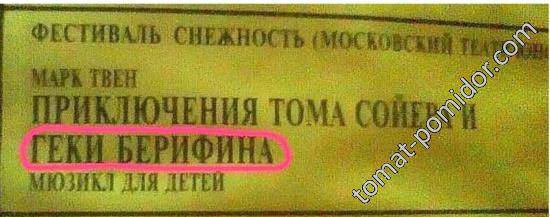 ФЕСТИВАЛЬ СНЕЖНОСТЬ (МОСКОВСКИЙ
МАРК ТВЕН
ПРИКЛЮЧЕНИЯ ТОМА СОЙЕРА И
ГЕКИ БЕРИФИНА
МЮЗИКЛ ДЛЯ ДЕТЕЙ
tomat-pomidor.com